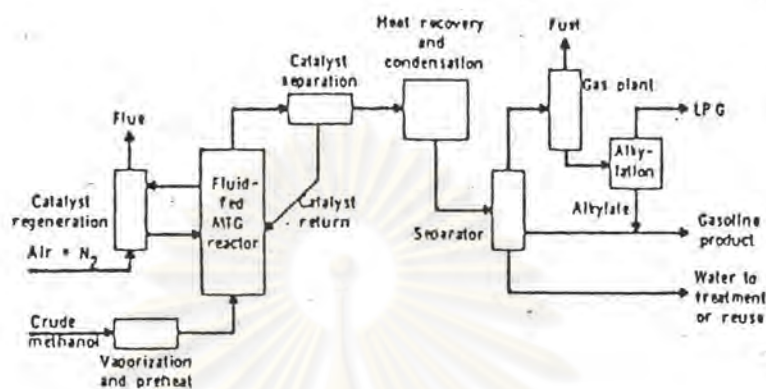 Heat recovery
and
condensation
Fuel
Catalyst
separation
Gas plant
LPG
Flue
Alky-
lation
Catalyst
regeneration
Fluid-
fed
MTG
reactor
Catalyst
return
Alkylate
Separator
Gasoline
product
Air + N2
Water to
treatment
or reuse
Crude
methanol
Vaporization
and preheat